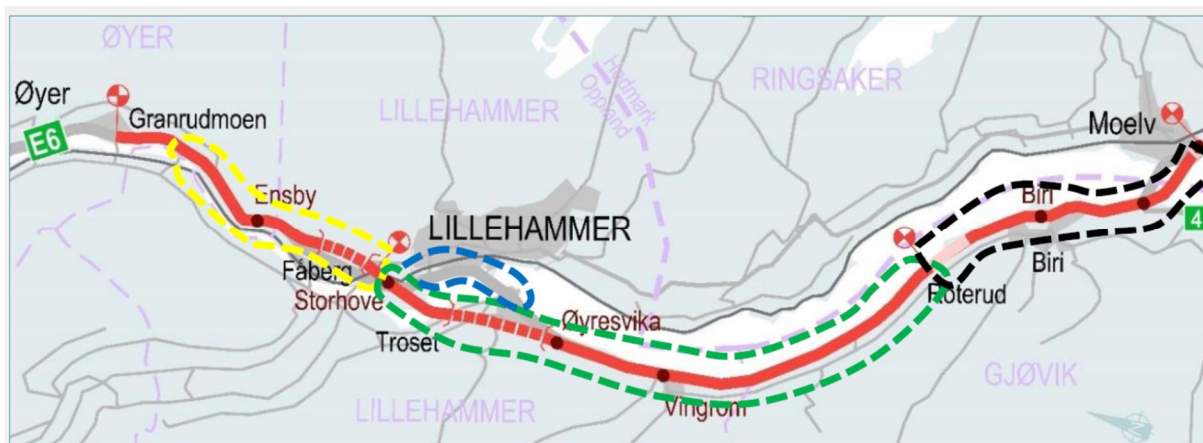 ØYER
Øyer
E6
Granrudmoen
LILLEHAMMER
Hedmark
Oppland
RINGSAKER
Moelv
Ensby
LILLEHAMMER
Biri
4
Fåberg
Storhove
Biri
Roterud
Troset
Øyresvika
GJØVIK
LILLEHAMMER
Vingrom